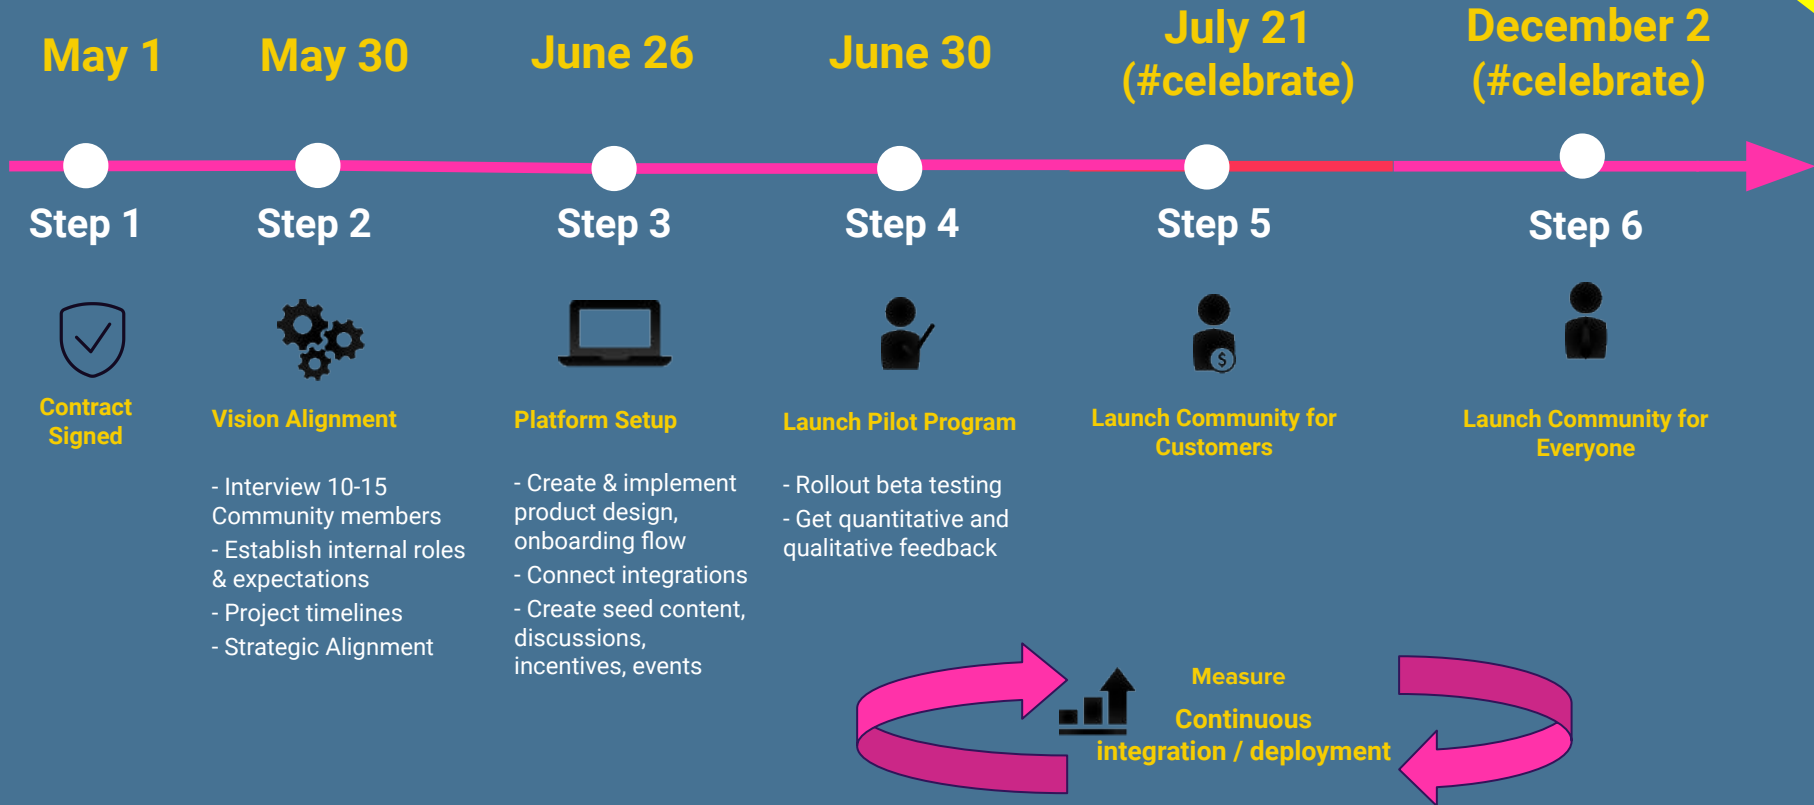 May 1
May 30
June 26
June 30
July 21
(#celebrate)
December 2
(#celebrate)
Step 1
Step 2
Step 3
Step 4
Step 5
Step 6
$
Contract
Signed
Vision Alignment
- Interview 10-15
Community members
- Establish internal roles
& expectations
- Project timelines
- Strategic Alignment
Platform Setup
- Create & implement
product design,
onboarding flow
- Connect integrations
- Create seed content,
discussions,
incentives, events
Launch Pilot Program
- Rollout beta testing
- Get quantitative and
qualitative feedback
Launch Community for
Customers
Launch Community for
Everyone
Measure
Continuous
integration / deployment